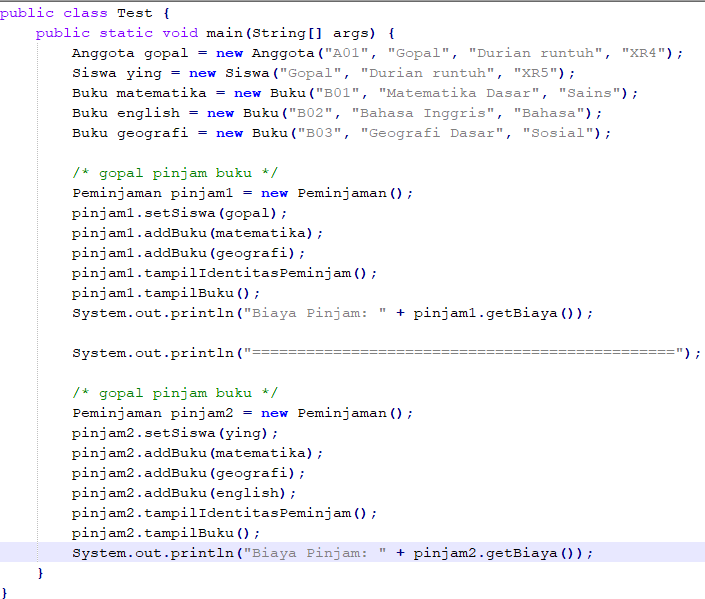 public class Test {
    public static void main(String[] args) {
        Anggota gopal = new Anggota("A01", "Gopal", "Durian runtuh", "XR4");
        Siswa ying = new Siswa("Gopal", "Durian runtuh", "XR5");
        Buku matematika = new Buku("B01", "Matematika Dasar", "Sains");
        Buku english = new Buku("B02", "Bahasa Inggris", "Bahasa");
        Buku geografi = new Buku("B03", "Geografi Dasar", "Sosial");

        /* gopal pinjam buku */
        Peminjaman pinjam1 = new Peminjaman();
        pinjam1.setSiswa(gopal);
        pinjam1.addBuku(matematika);
        pinjam1.addBuku(geografi);
        pinjam1.tampilIdentitasPeminjam();
        pinjam1.tampilBuku();
        System.out.println("Biaya Pinjam: " + pinjam1.getBiaya());

        System.out.println("===============================================");

        /* gopal pinjam buku */
        Peminjaman pinjam2 = new Peminjaman();
        pinjam2.setSiswa(ying);
        pinjam2.addBuku(matematika);
        pinjam2.addBuku(geografi);
        pinjam2.addBuku(english);
        pinjam2.tampilIdentitasPeminjam();
        pinjam2.tampilBuku();
        System.out.println("Biaya Pinjam: " + pinjam2.getBiaya());
    }
}